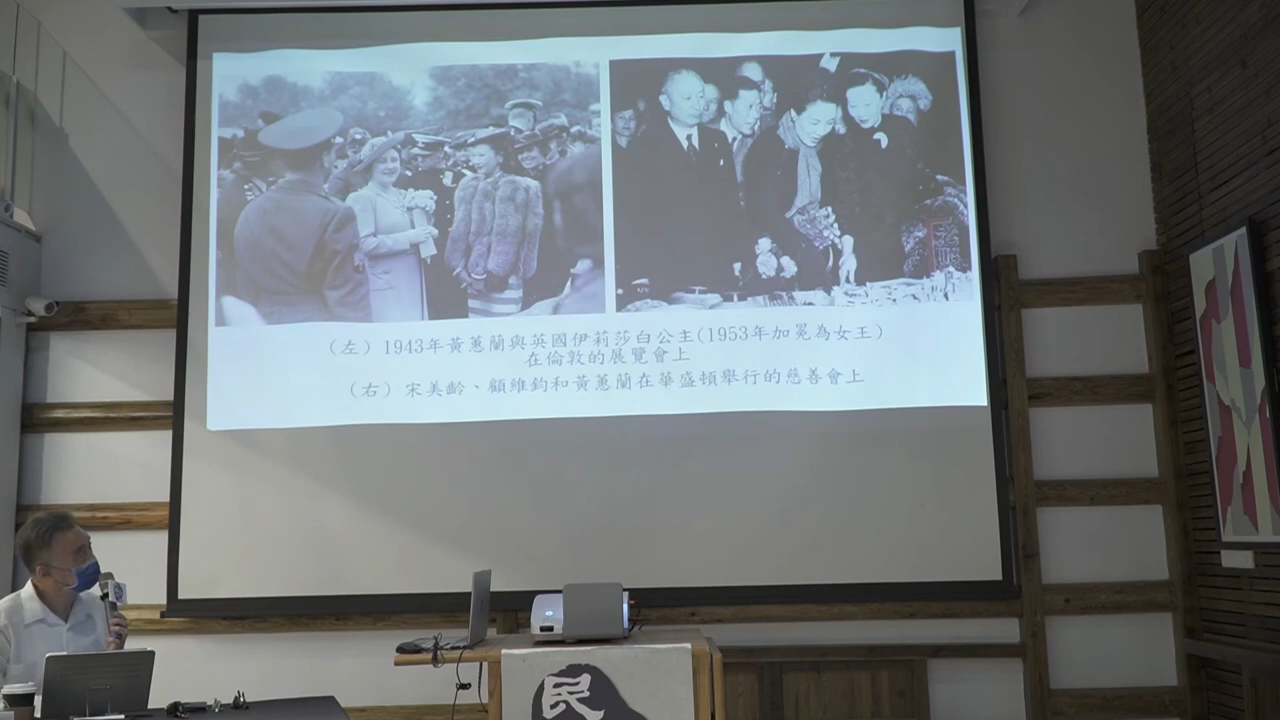 （左）1943年黃蕙蘭與英國伊莉莎白公主(1953年加冕為女王)
在倫敦的展覽會上
（右）宋美齡、顧維鈞和黃蕙蘭在華盛頓舉行的慈善會上
民